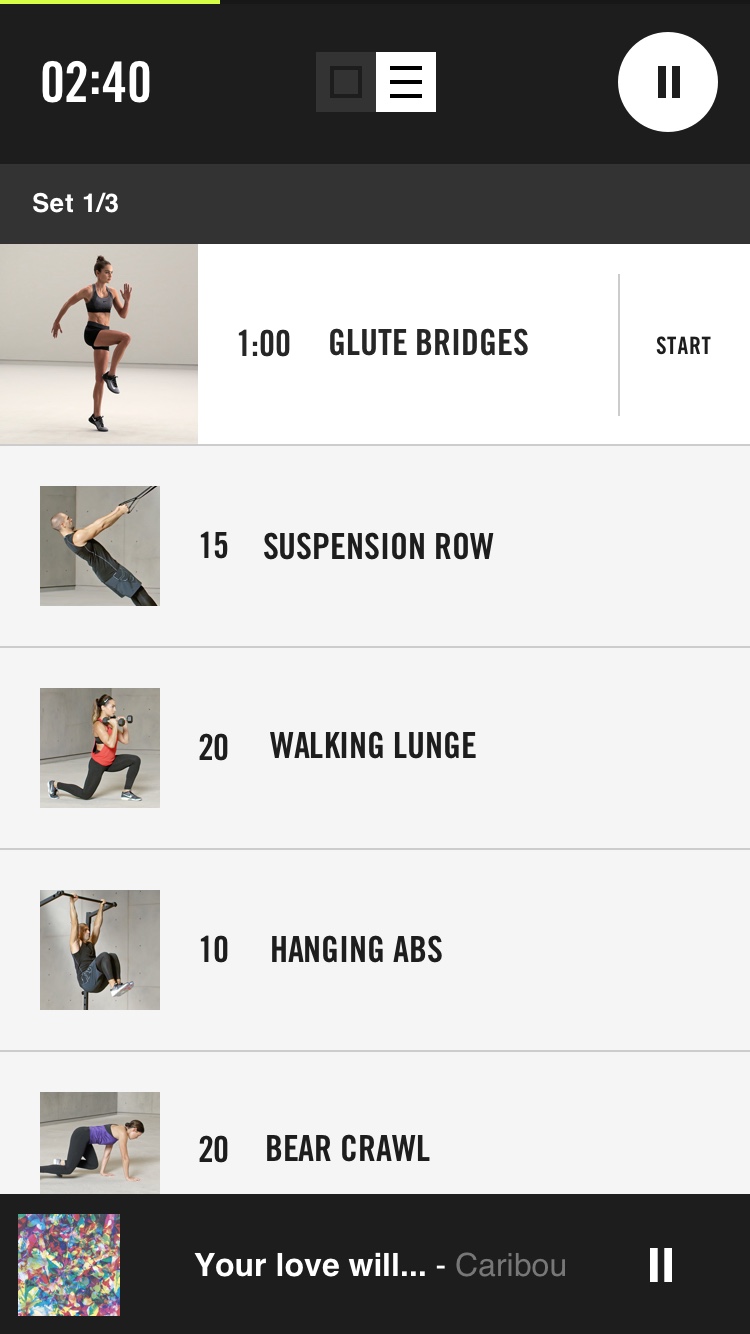 02:40
Set 1/3
1:00 GLUTE BRIDGES START
15 SUSPENSION ROW
20 WALKING LUNGE
10 HANGING ABS
20 BEAR CRAWL
Your love will... - Caribou